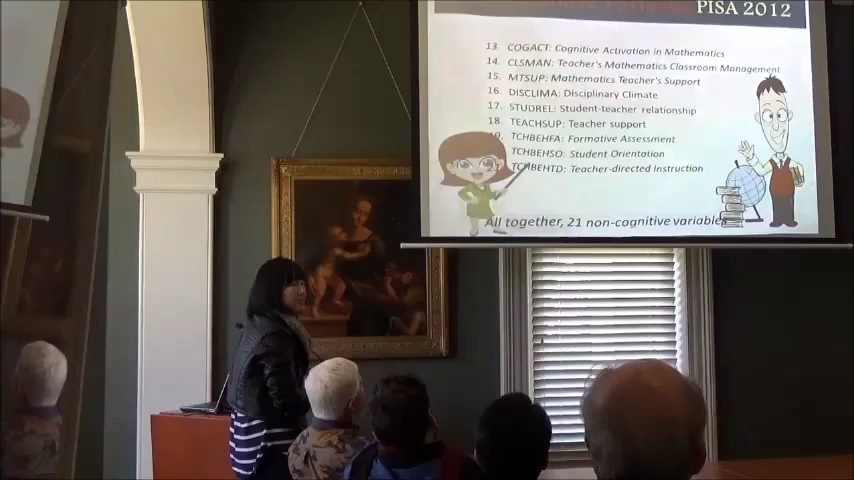 PISA 2012
13. COGACT: Cognitive Activation in Mathematics
14. CLSMAN: Teacher's Mathematics Classroom Management
15. MTSUP: Mathematics Teacher's Support
16. DISCLIMA: Disciplinary Climate
17. STUDREL: Student-teacher relationship
18. TEACHSUP: Teacher support
TCHBEHFA: Formative Assessment
TCHBEHSO: Student Orientation
TCHBEHTD: Teacher-directed Instruction
All together, 21 non-cognitive variables